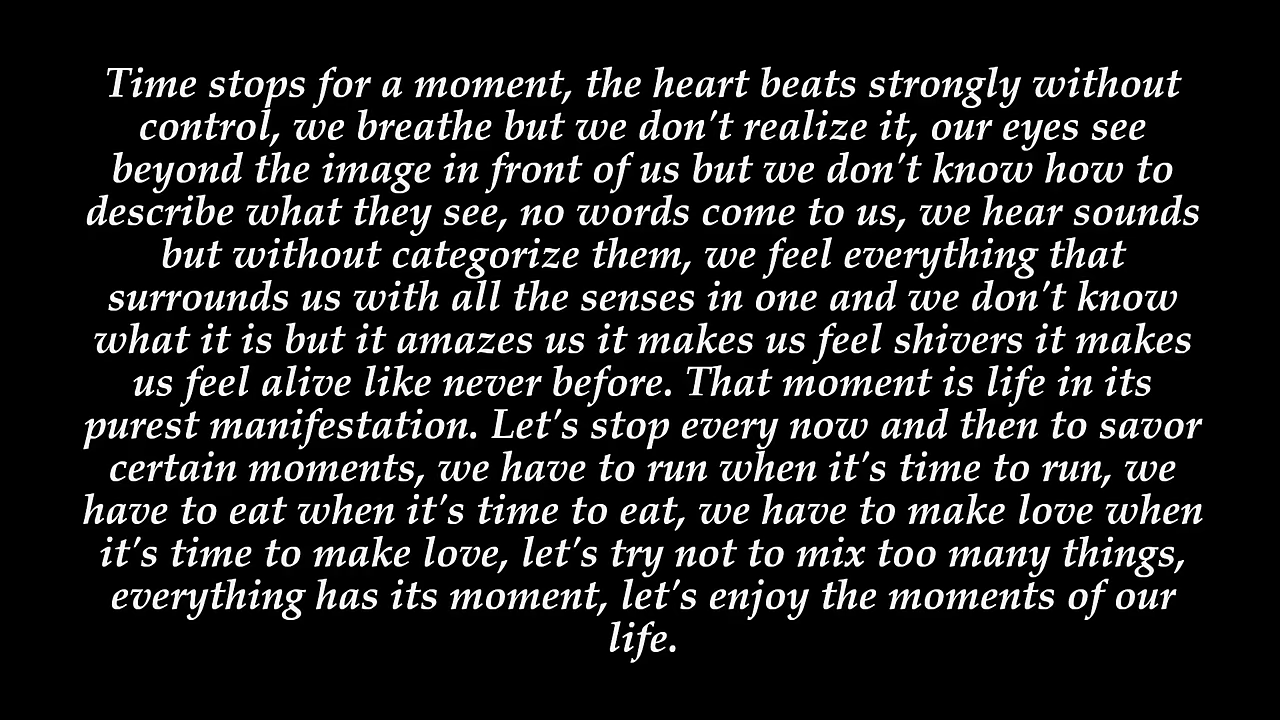 Time stops for a moment, the heart beats strongly without
control, we breathe but we don't realize it, our eyes see
beyond the image in front of us but we don't know how to
describe what they see, no words come to us, we hear sounds
but without categorize them, we feel everything that
surrounds us with all the senses in one and we don't know
what it is but it amazes us it makes us feel shivers it makes
us feel alive like never before. That moment is life in its
purest manifestation. Let's stop every now and then to savor
certain moments, we have to run when it's time to run, we
have to eat when it's time to eat, we have to make love when
it's time to make love, let's try not to mix too many things,
everything has its moment, let's enjoy the moments of our
life.